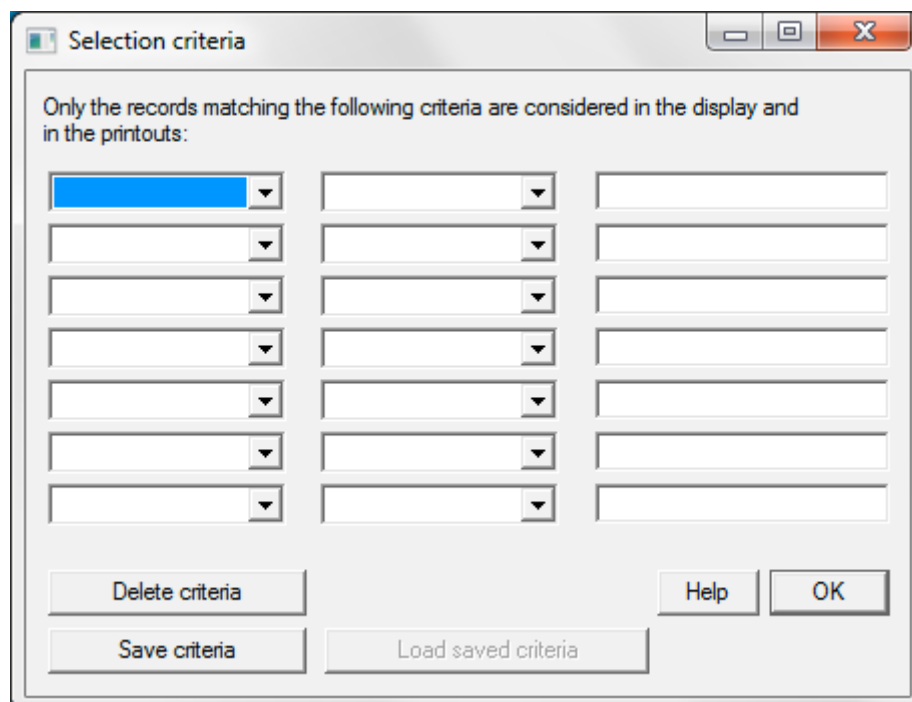 Selection criteria
Only the records matching the following criteria are considered in the display and
in the printouts:
Delete criteria
Help
OK
Save criteria
Load saved criteria